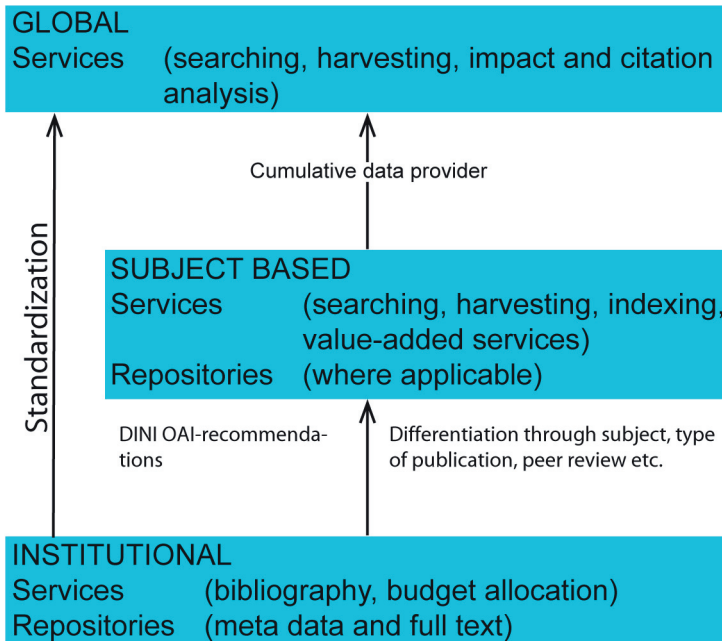 GLOBAL
Services (searching, harvesting, impact and citation
analysis)
Cumulative data provider
Standardization
SUBJECT BASED
Services (searching, harvesting, indexing,
value-added services)
Repositories (where applicable)
DINI OAI-recommenda-
tions
Differentiation through subject, type
of publication, peer review etc.
INSTITUTIONAL
Services (bibliography, budget allocation)
Repositories (meta data and full text)